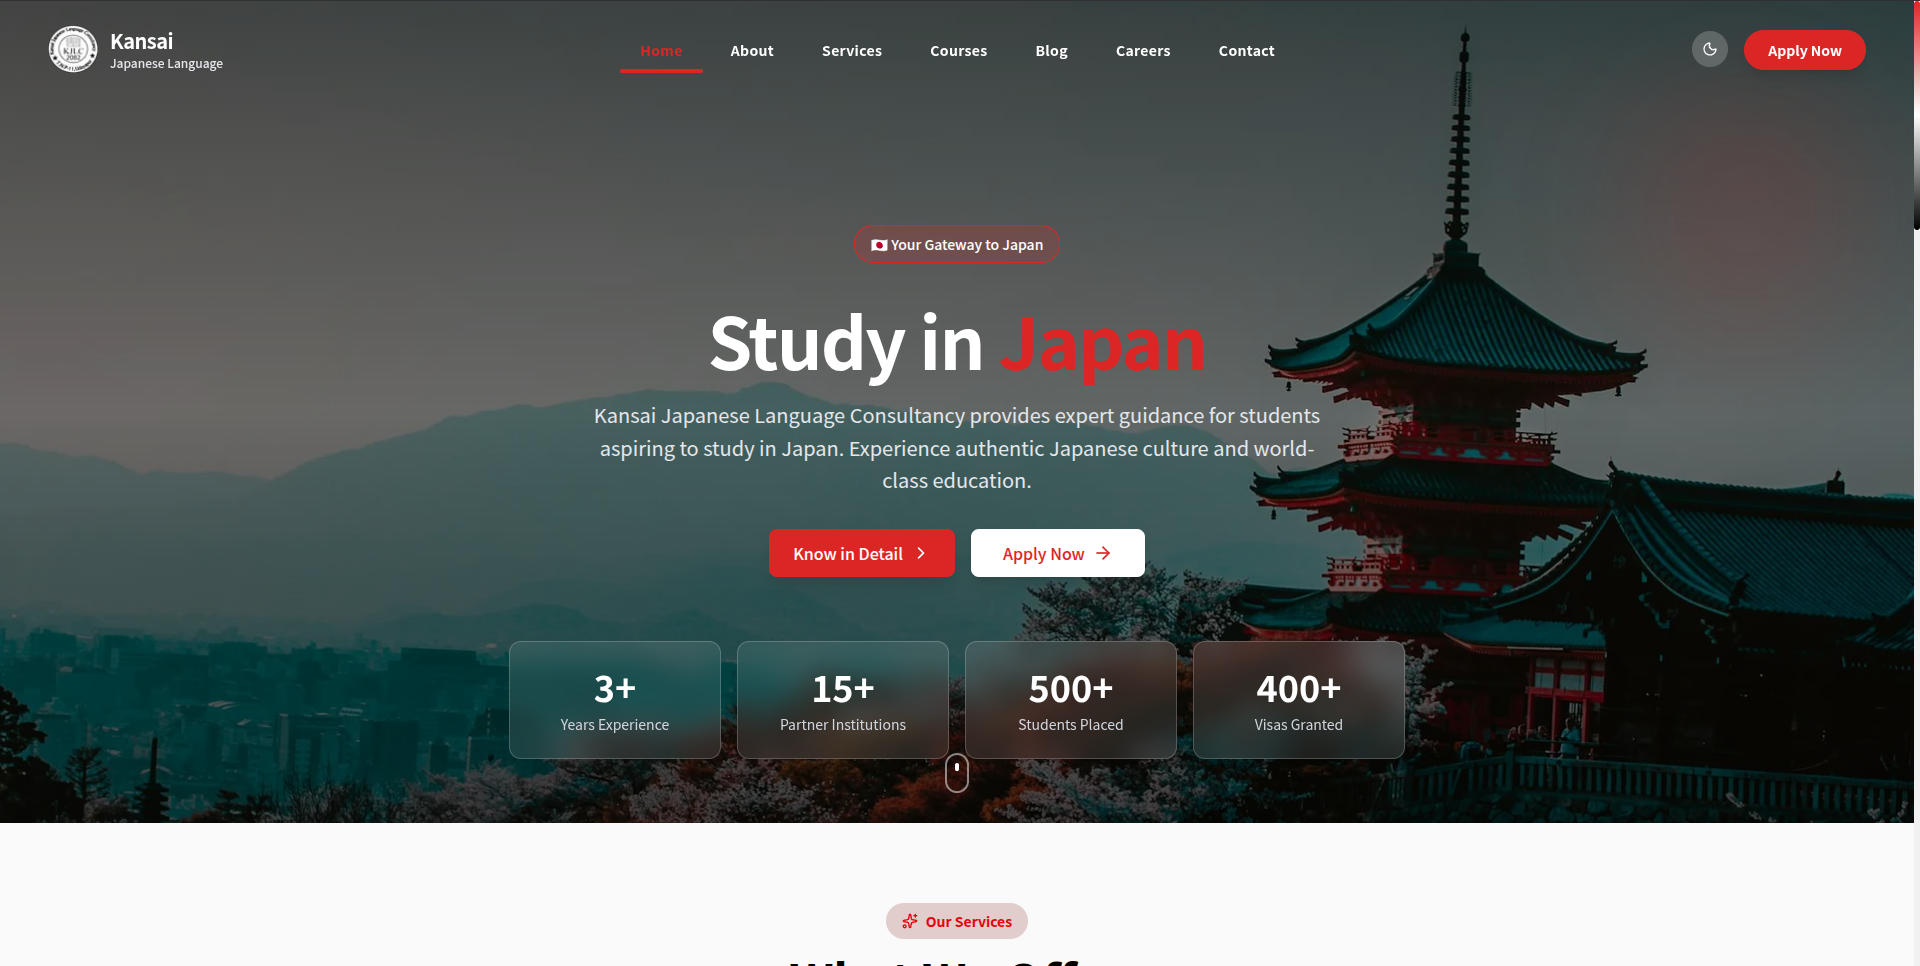 Kansai
Japanese Language
Home
About
Services
Courses
Blog
Careers
Contact
Apply Now
Your Gateway to Japan
Study in Japan
Kansai Japanese Language Consultancy provides expert guidance for students
aspiring to study in Japan. Experience authentic Japanese culture and world-
class education.
Know in Detail
Apply Now
3+
Years Experience
15+
Partner Institutions
500+
Students Placed
400+
Visas Granted
Our Services